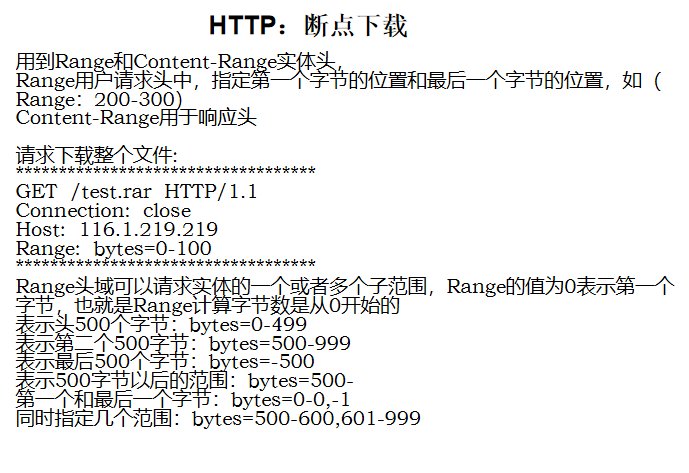 HTTP：断点下载
用到Range和Content-Range实体头，
Range用户请求头中，指定第一个字节的位置和最后一个字节的位置，如（
Range：200-300）
Content-Range用于响应头
请求下载整个文件:
***********************************
GET /test.rar HTTP/1.1
Connection: close
Host: 116.1.219.219
Range: bytes=0-100
***********************************
Range头域可以请求实体的一个或者多个子范围，Range的值为0表示第一个
字节，也就是Range计算字节数是从0开始的
表示头500个字节：bytes=0-499
表示第二个500字节：bytes=500-999
表示最后500个字节：bytes=-500
表示500字节以后的范围：bytes=500-
第一个和最后一个字节：bytes=0-0,-1
同时指定几个范围：bytes=500-600,601-999